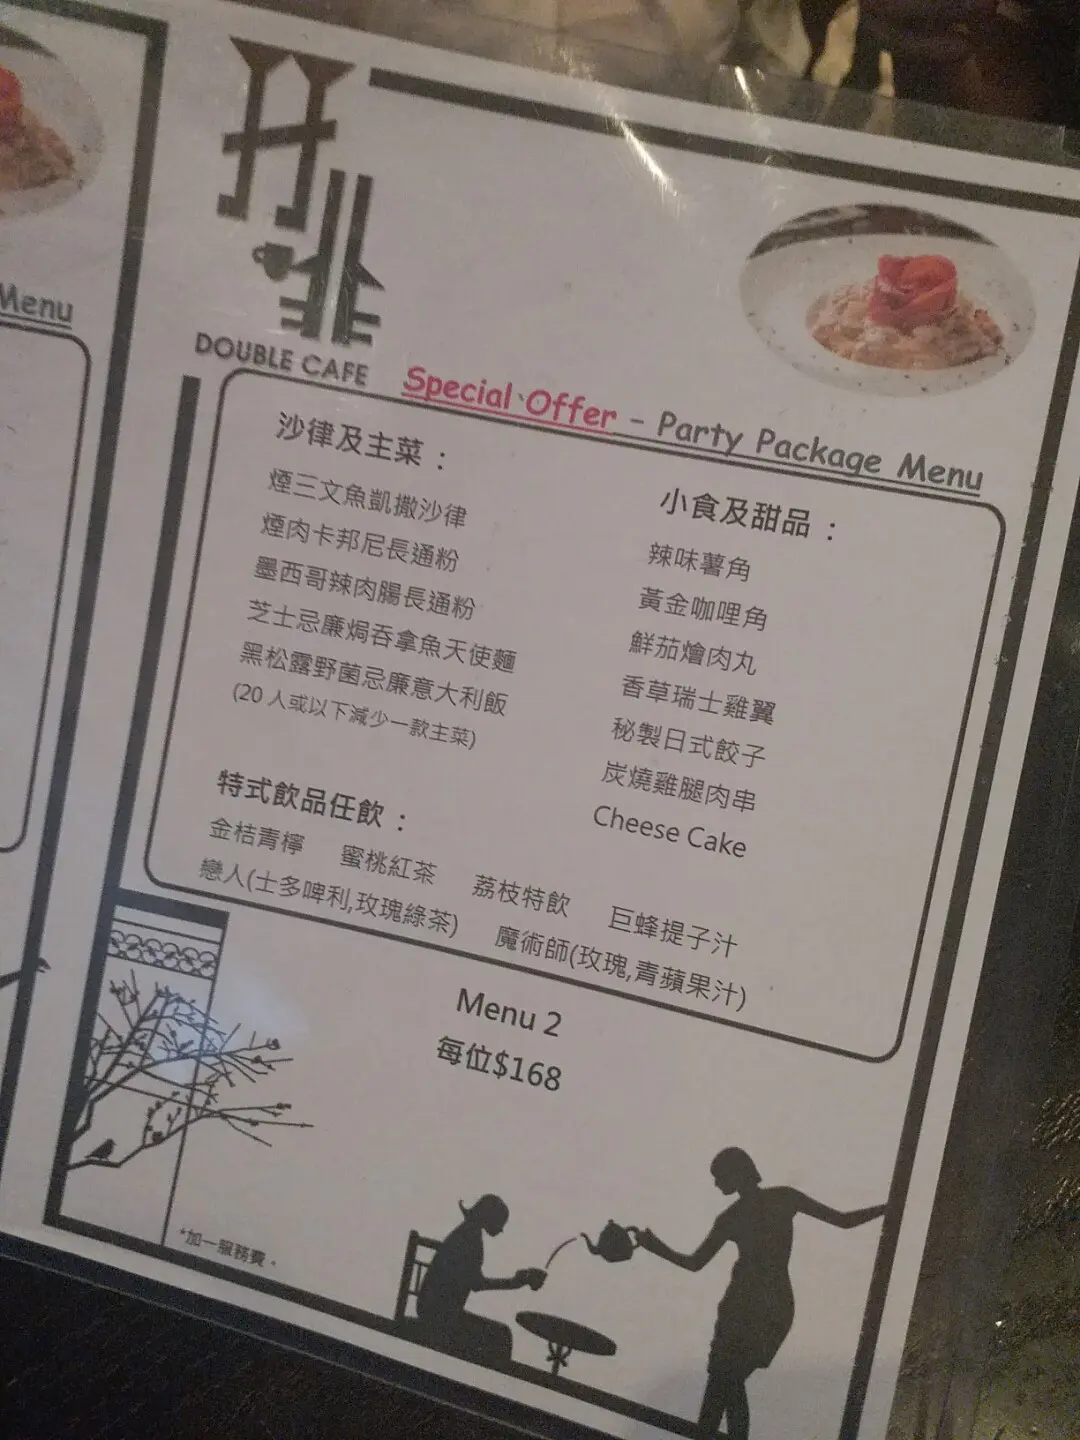 Menu
DOUBLE CAFE
Special Offer - Party Package Menu
沙律及主菜：
煙三文魚凱撒沙律
煙肉卡邦尼長通粉
墨西哥辣肉腸長通粉
芝士忌廉焗吞拿魚天使麵
黑松露野菌忌廉意大利飯
(20 人或以下減少一款主菜)
小食及甜品：
辣味薯角
黃金咖哩角
鮮茄燴肉丸
香草瑞士雞翼
秘製日式餃子
炭燒雞腿肉串
Cheese Cake
特式飲品任飲：
金桔青檸 蜜桃紅茶 荔枝特飲 巨蜂提子汁
戀人(士多啤利,玫瑰綠茶) 魔術師(玫瑰,青蘋果汁)
Menu 2
每位$168
*加一服務費。